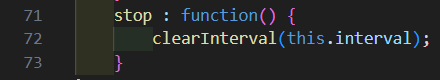 71 stop : function() {
72 clearInterval(this.interval);
73 }